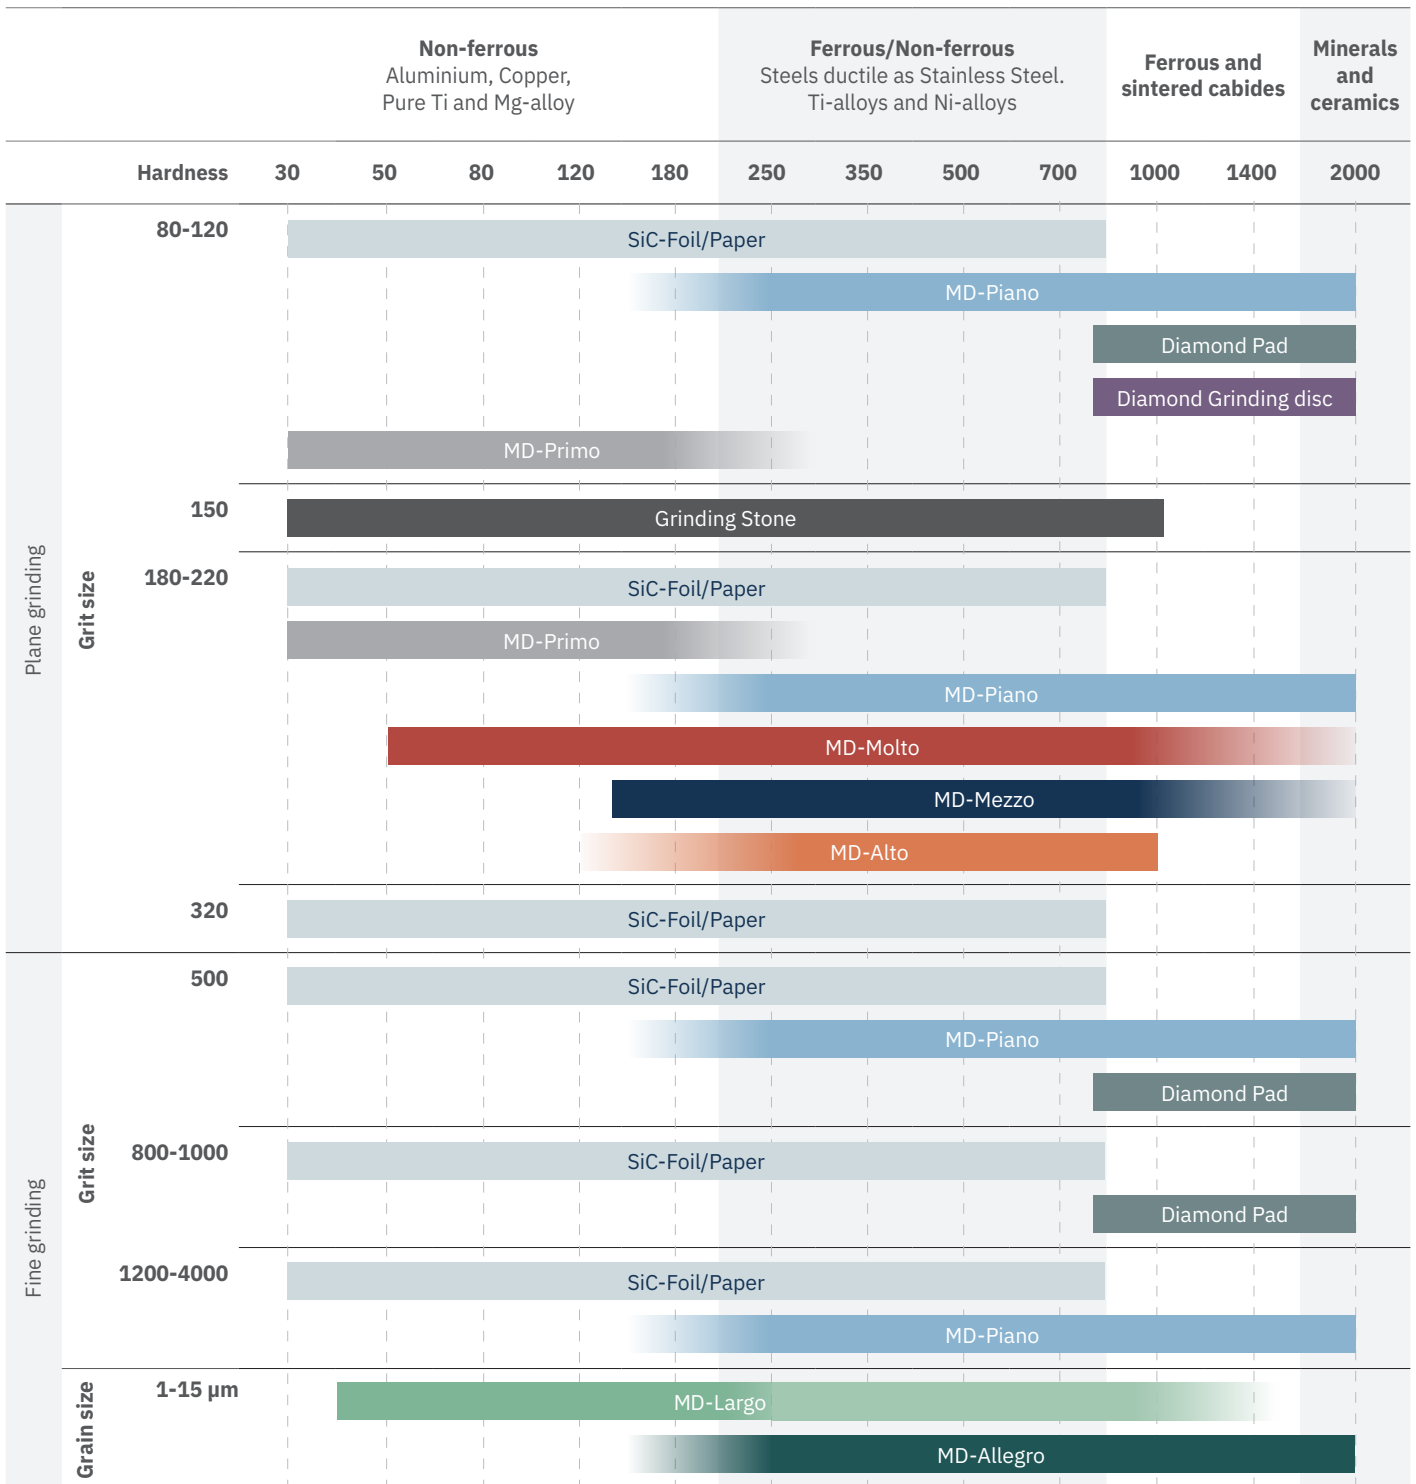 Non-ferrous
Aluminium, Copper,
Pure Ti and Mg-alloy
Ferrous/Non-ferrous
Steels ductile as Stainless Steel.
Ti-alloys and Ni-alloys
Ferrous and
sintered cabides
Minerals
and
ceramics
Hardness 30 50 80 120 180 250 350 500 700 1000 1400 2000
Plane grinding
Grit size
80-120
SiC-Foil/Paper
MD-Piano
Diamond Pad
Diamond Grinding disc
MD-Primo
150
Grinding Stone
180-220
SiC-Foil/Paper
MD-Primo
MD-Piano
MD-Molto
MD-Mezzo
MD-Alto
320
SiC-Foil/Paper
Fine grinding
Grit size
500
SiC-Foil/Paper
MD-Piano
Diamond Pad
800-1000
SiC-Foil/Paper
Diamond Pad
1200-4000
SiC-Foil/Paper
MD-Piano
Grain size
1-15 µm
MD-Largo
MD-Allegro